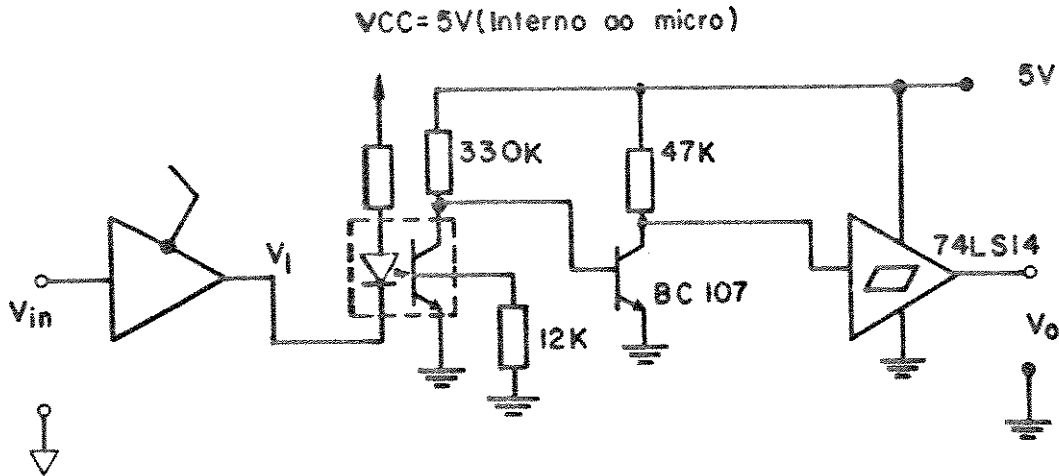 VCC=5V(Interno ao micro)
5V
330K
47K
74LS14
V1
BC107
Vin
12K
Vo